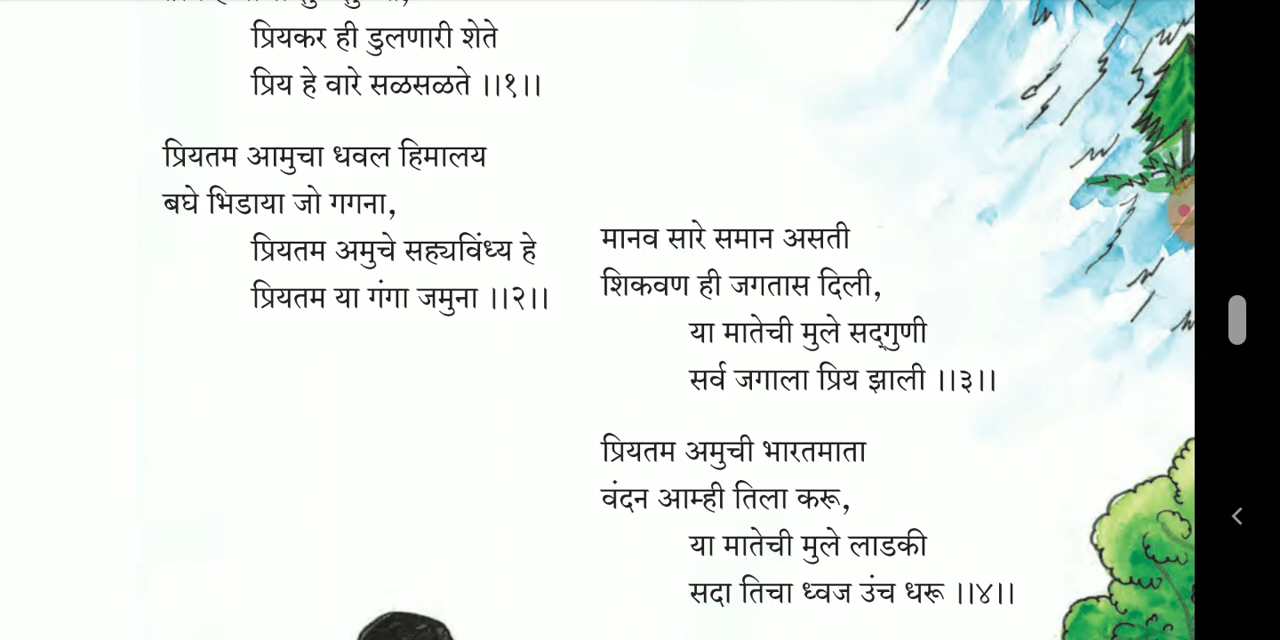 प्रियकर ही डुलणारी शेते
प्रिय हे वारे सळसळते ।।१।।
प्रियतम आमुचा धवल हिमालय
बघे भिडाया जो गगना,
प्रियतम अमुचे सह्यविंध्य हे
प्रियतम या गंगा जमुना ।।२।।
मानव सारे समान असती
शिकवण ही जगतास दिली,
या मातेची मुले सद्‌गुणी
सर्व जगाला प्रिय झाली ।।३।।
प्रियतम अमुची भारतमाता
वंदन आम्ही तिला करू,
या मातेची मुले लाडकी
सदा तिचा ध्वज उंच धरू ।।४।।